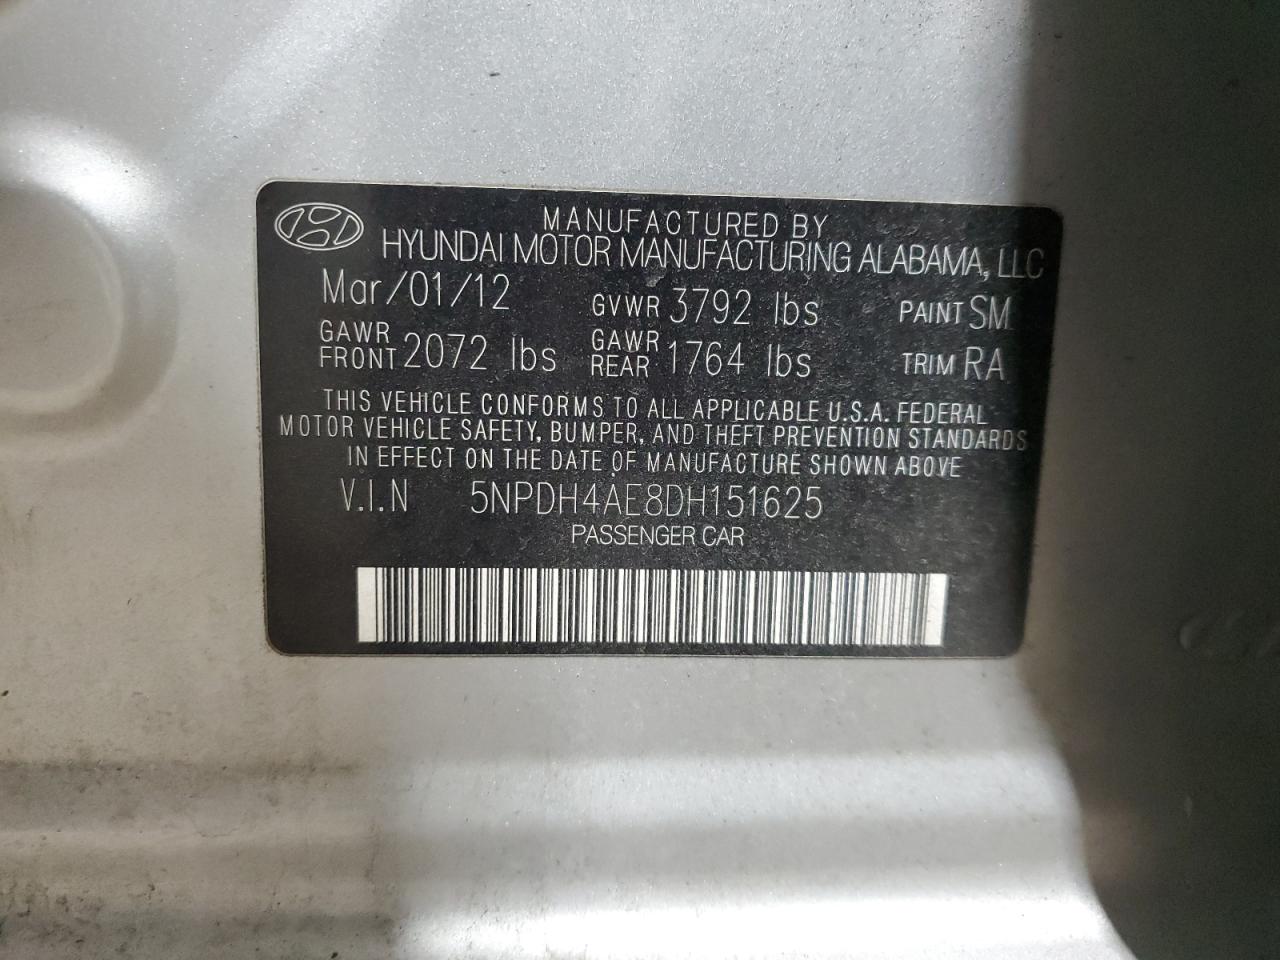 MANUFACTURED BY
HYUNDAI MOTOR MANUFACTURING ALABAMA, LLC
Mar/01/12 GVWR 3792 lbs PAINT SM
GAWR FRONT 2072 lbs GAWR REAR 1764 lbs TRIM RA
THIS VEHICLE CONFORMS TO ALL APPLICABLE U.S.A. FEDERAL
MOTOR VEHICLE SAFETY, BUMPER, AND THEFT PREVENTION STANDARDS
IN EFFECT ON THE DATE OF MANUFACTURE SHOWN ABOVE
V.I.N 5NPDH4AE8DH151625
PASSENGER CAR